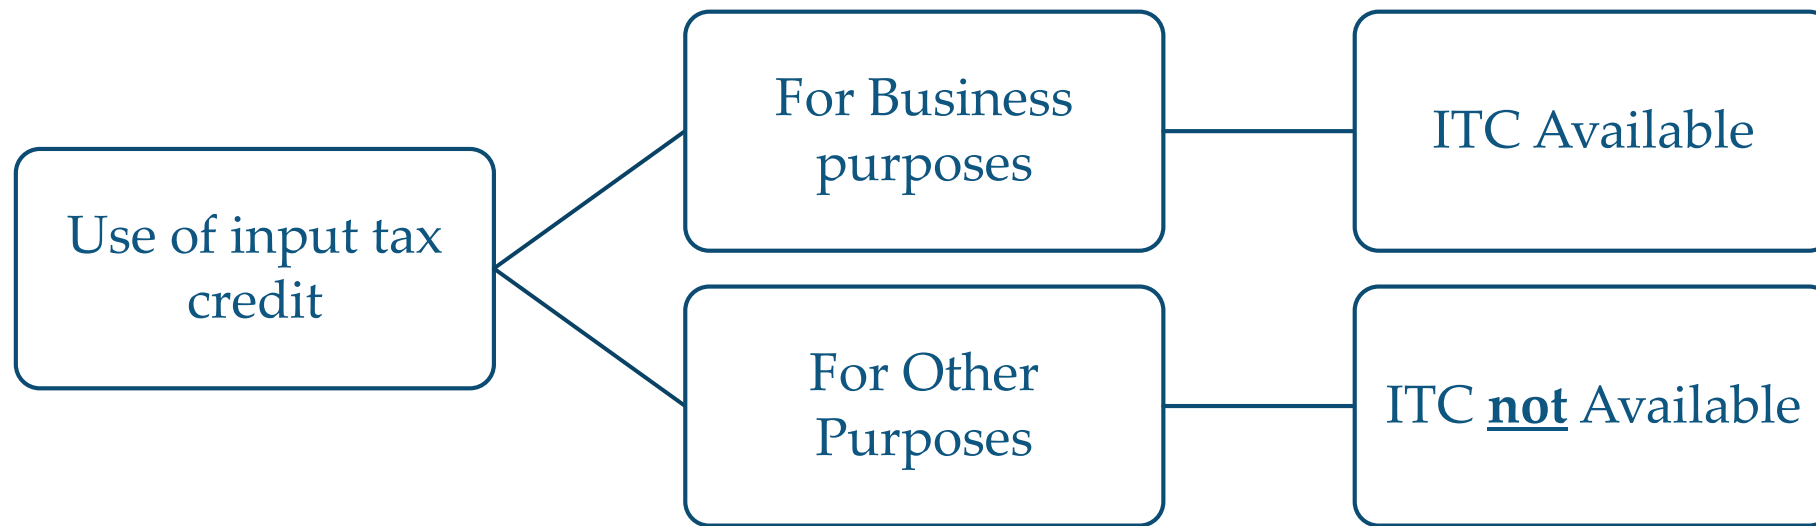 Use of input tax
credit
For Business
purposes
ITC Available
For Other
Purposes
ITC not Available